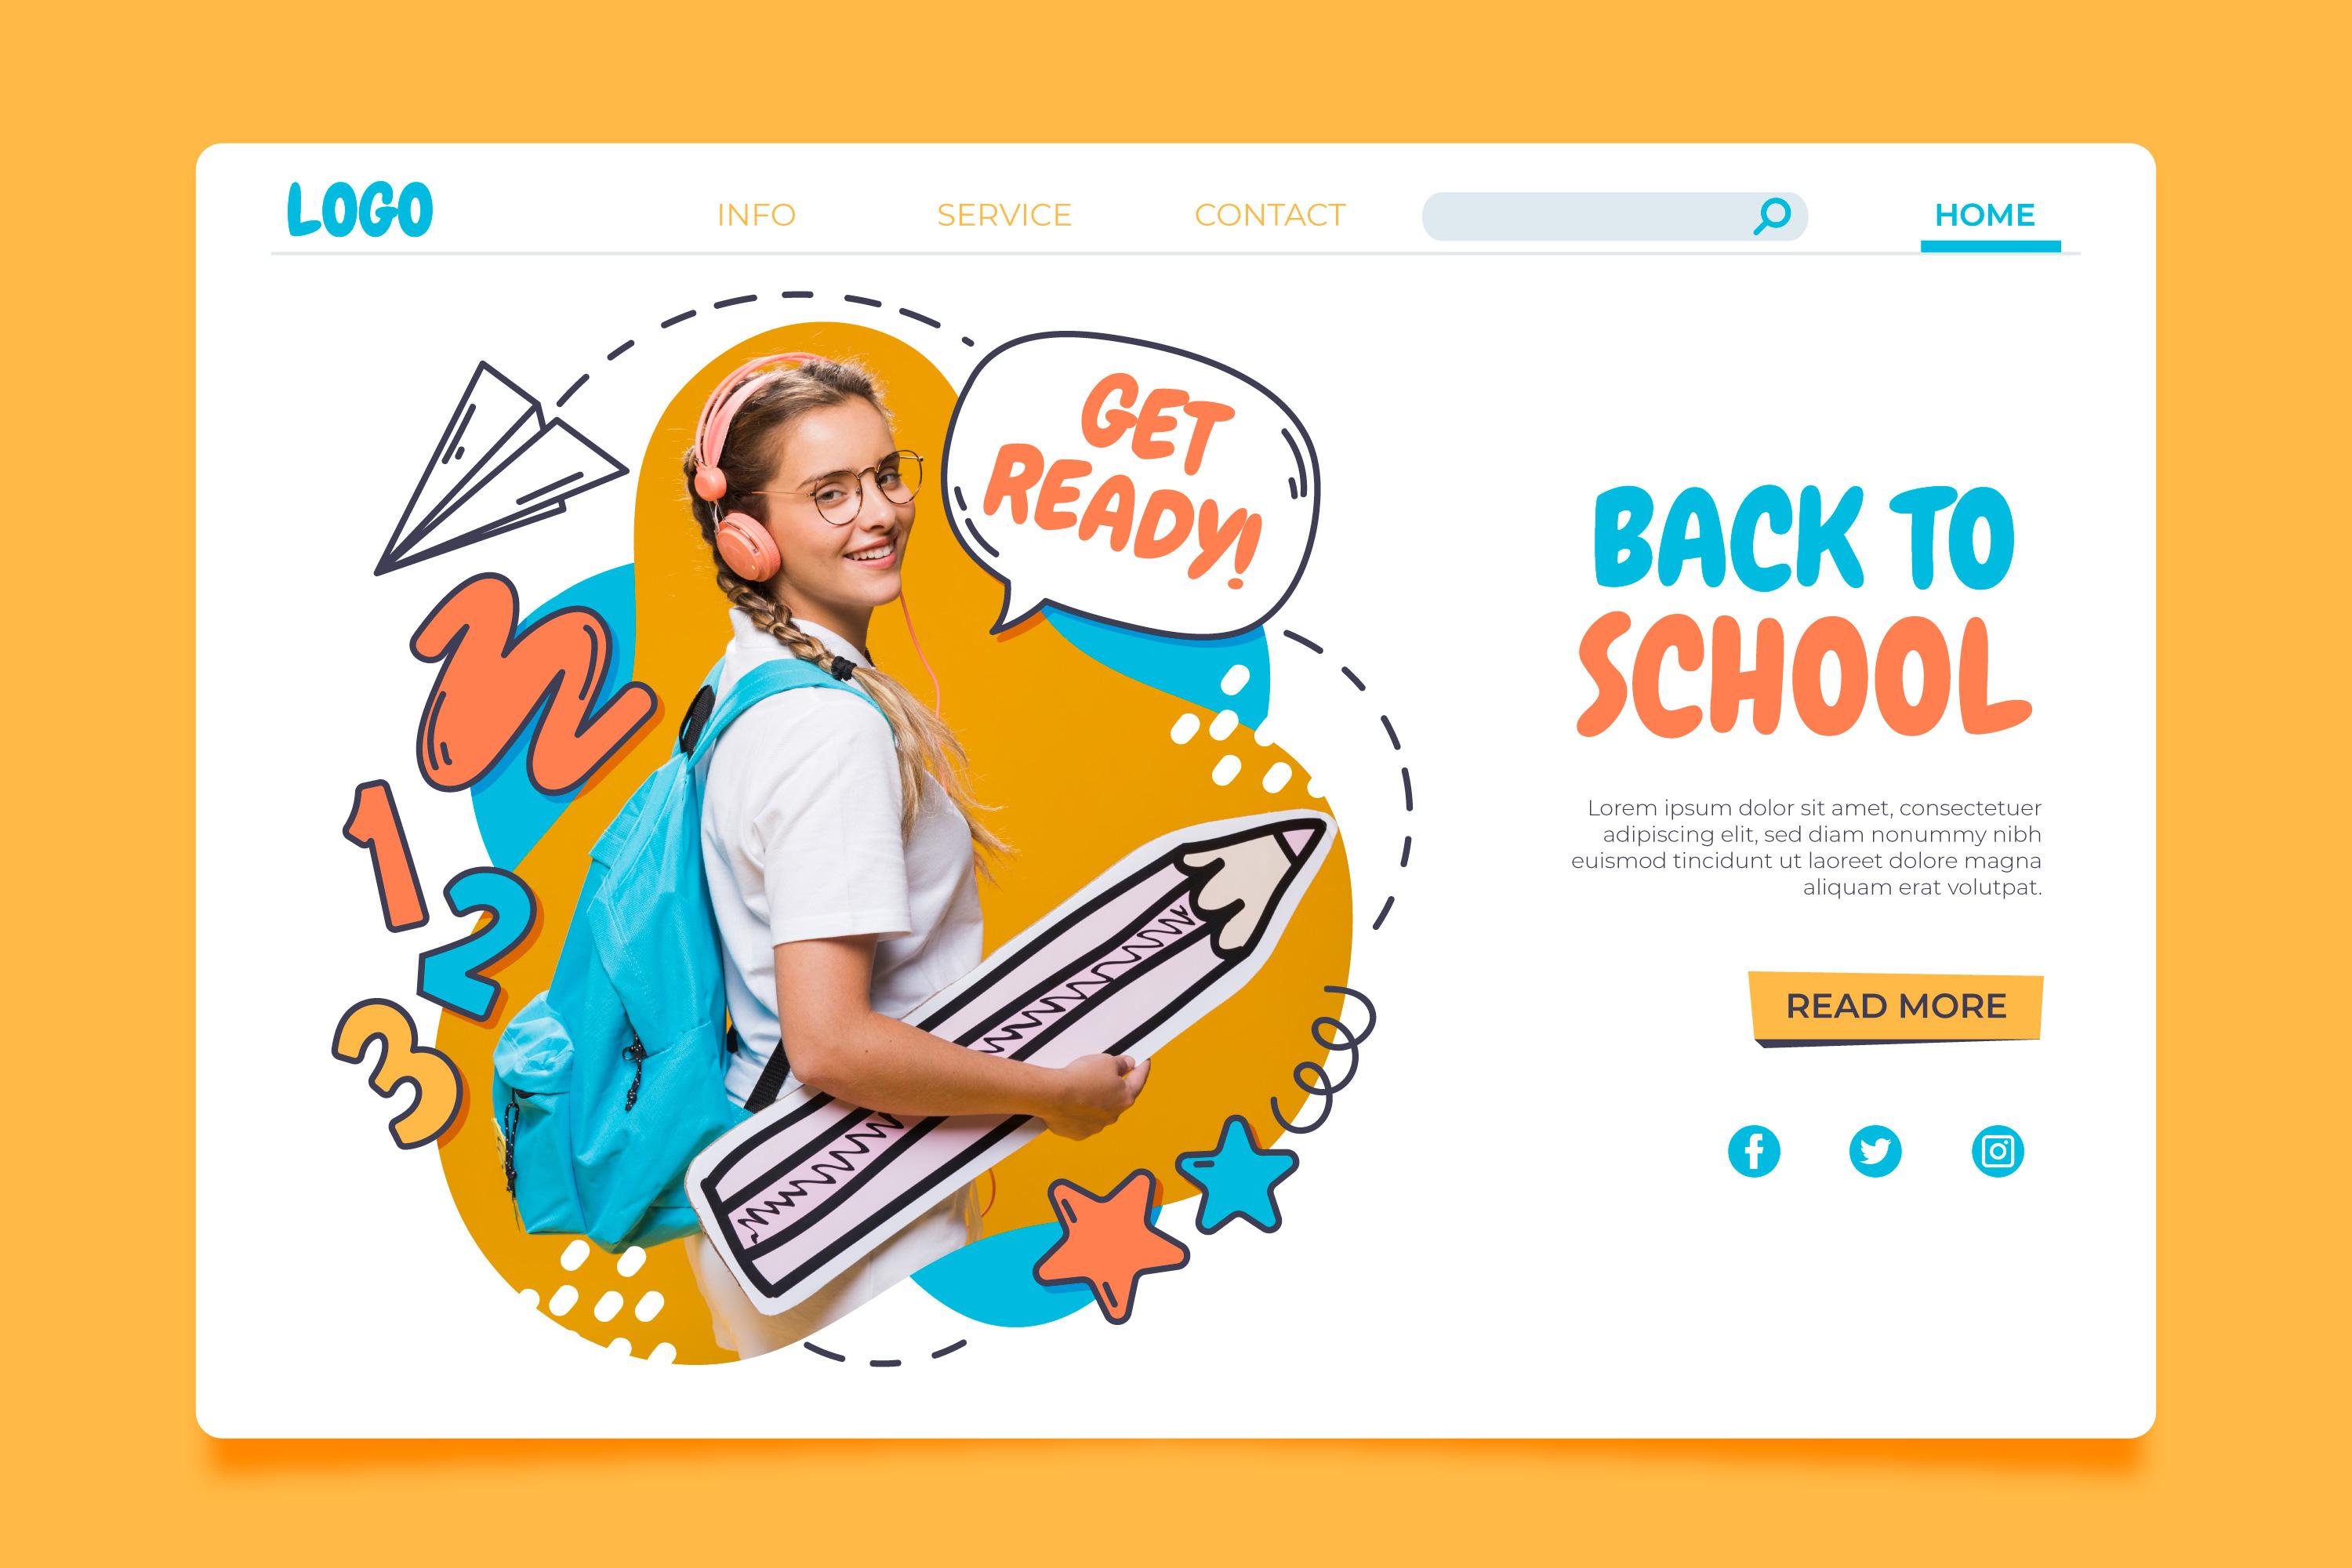 LOGO
INFO
SERVICE
CONTACT
HOME
GET
READY!
1
2
3
BACK TO
SCHOOL
Lorem ipsum dolor sit amet, consectetuer
adipiscing elit, sed diam nonummy nibh
euismod tincidunt ut laoreet dolore magna
aliquam erat volutpat.
READ MORE